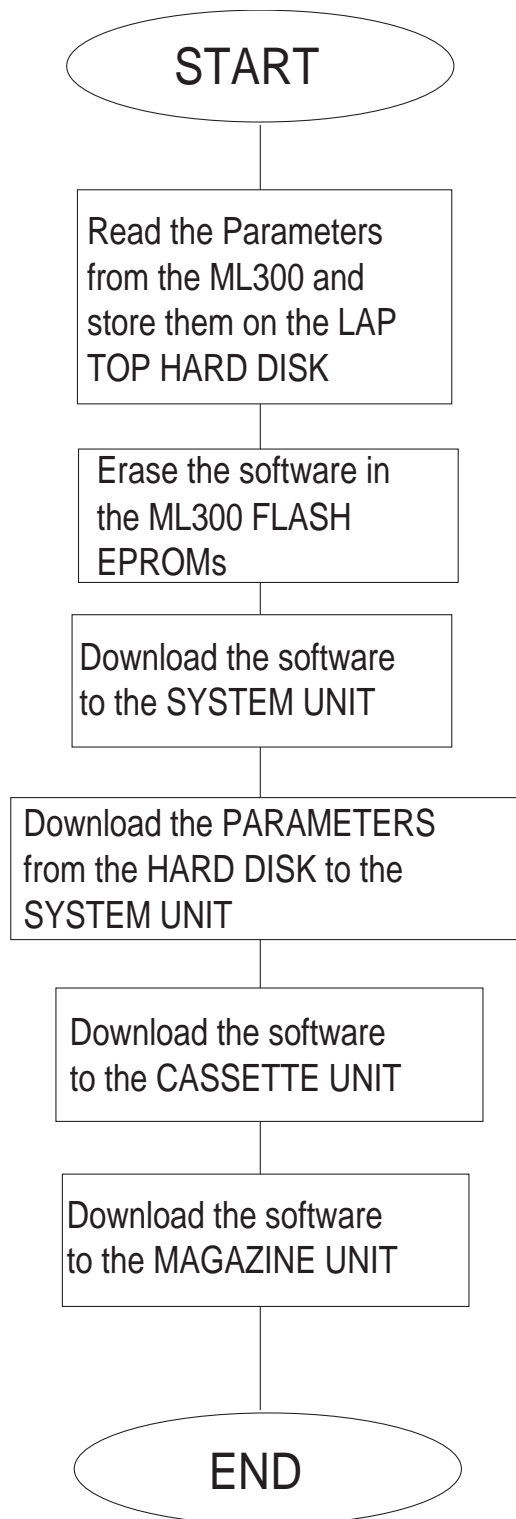 START
Read the Parameters
from the ML300 and
store them on the LAP
TOP HARD DISK
Erase the software in
the ML300 FLASH
EPROMs
Download the software
to the SYSTEM UNIT
Download the PARAMETERS
from the HARD DISK to the
SYSTEM UNIT
Download the software
to the CASSETTE UNIT
Download the software
to the MAGAZINE UNIT
END